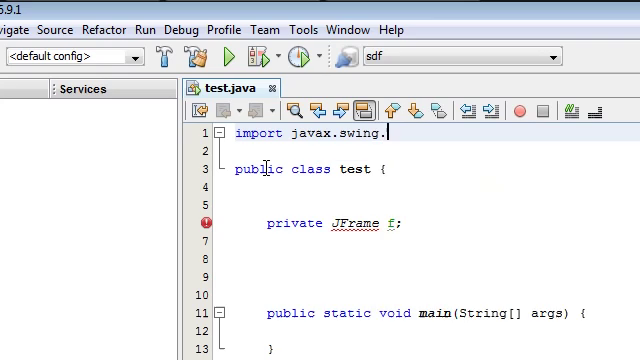 5.9.1
vigate Source Refactor Run Debug Profile Team Tools Window Help
<default config> sdf
Services test.java
1 import javax.swing.
2
3 public class test {
4
5
private JFrame f;
7
8
9
10
11 public static void main(String[] args) {
12
13 }